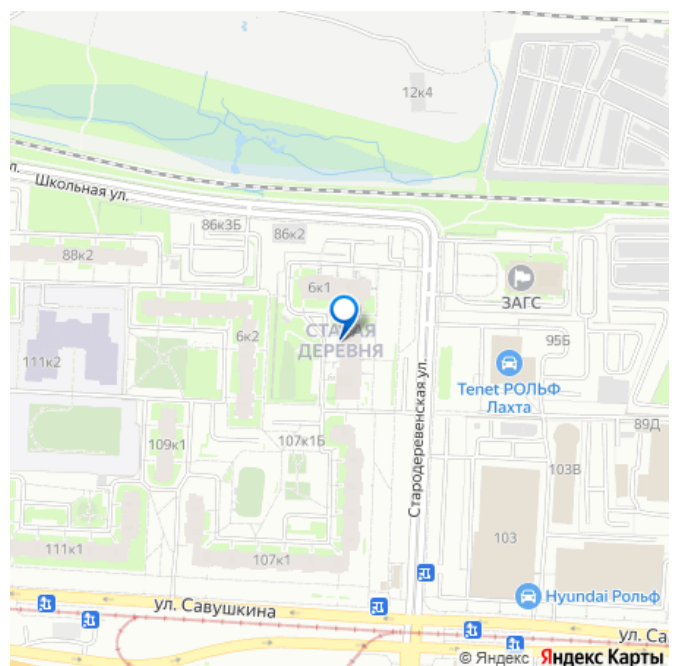 12к4
ул.
Школьная ул.
86к3Б
86к2
88к2
6к1
ЗАГС
СТАРАЯ
ДЕРЕВНЯ
6к2
95Б
111к2
Tenet РОЛЬФ
Лахта
Стародеревенская ул.
89Д
109к1
107к1Б
103В
103
111к1
107к1
Hyundai Рольф
ул. Савушкина
ул. Са
© Яндекс Яндекс Карты